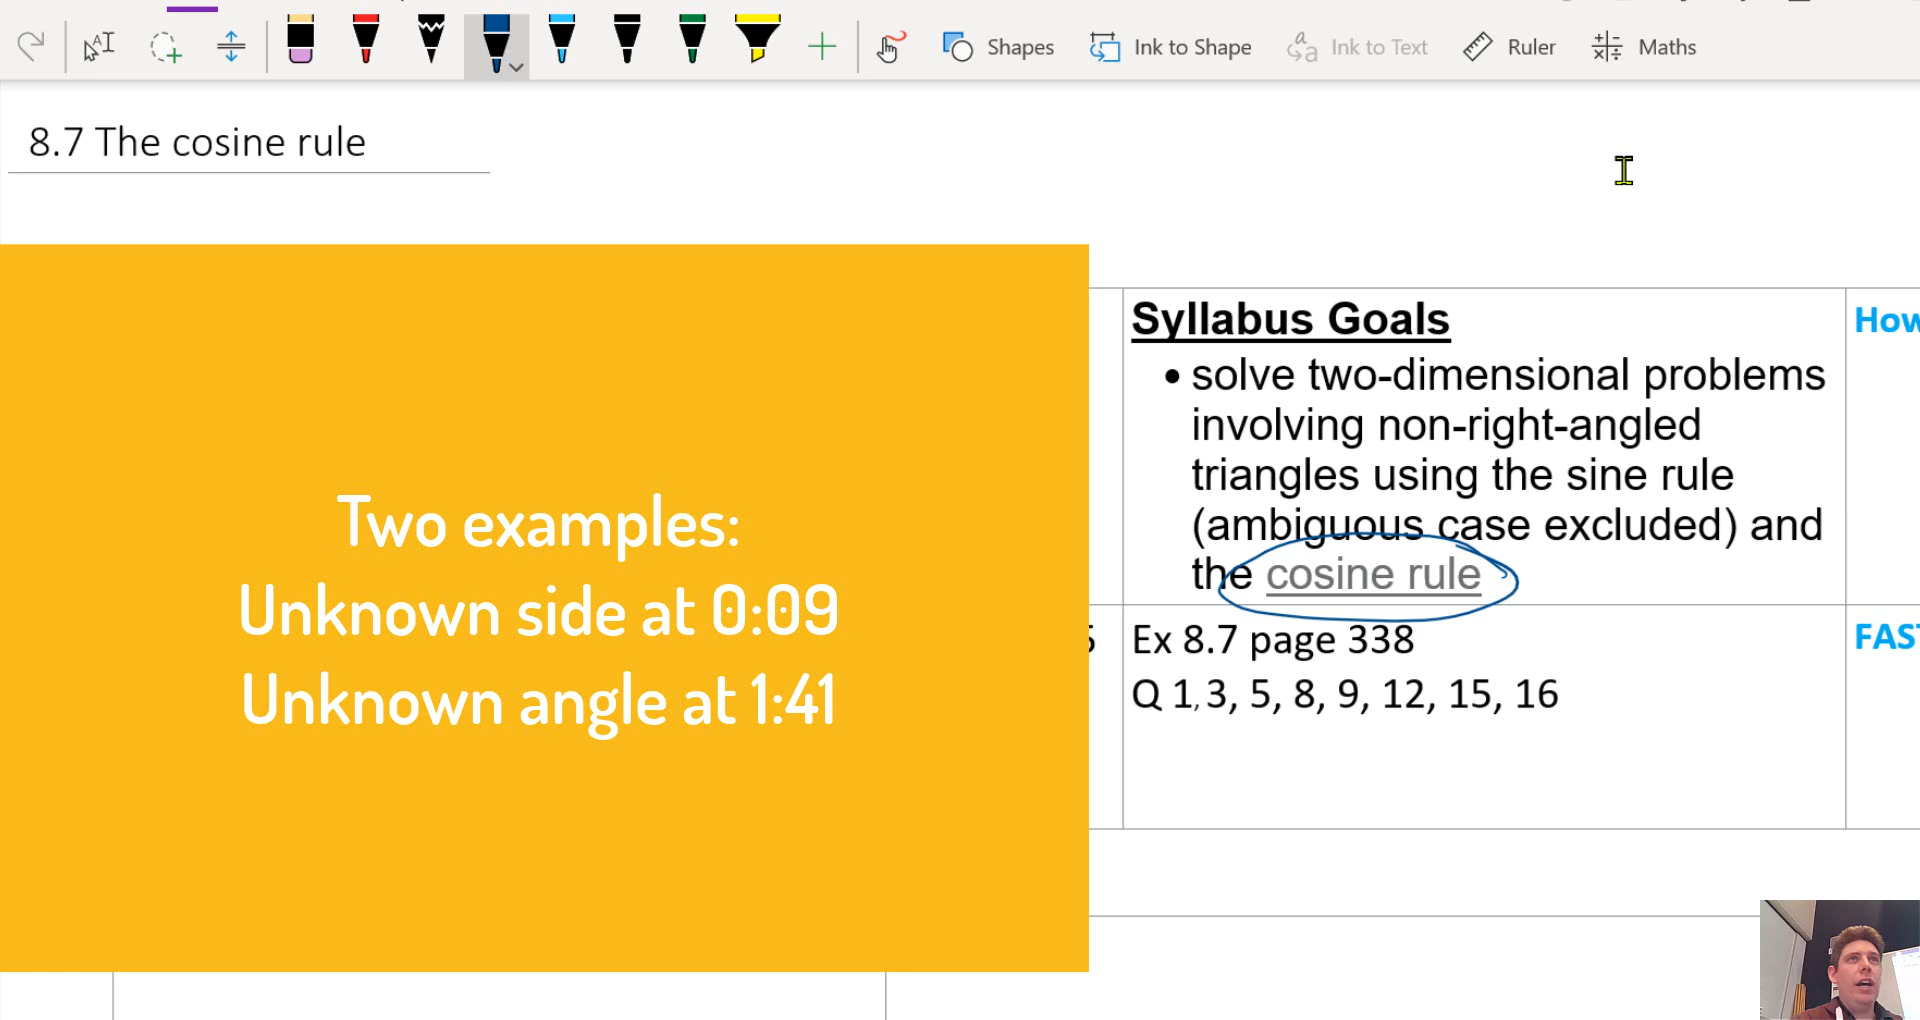 Shapes
Ink to Shape
Ink to Text
Ruler
Maths
8.7 The cosine rule
Two examples:
Unknown side at 0:09
Unknown angle at 1:41
Syllabus Goals
• solve two-dimensional problems
involving non-right-angled
triangles using the sine rule
(ambiguous case excluded) and
the cosine rule
Ex 8.7 page 338
Q 1, 3, 5, 8, 9, 12, 15, 16
How
FAST